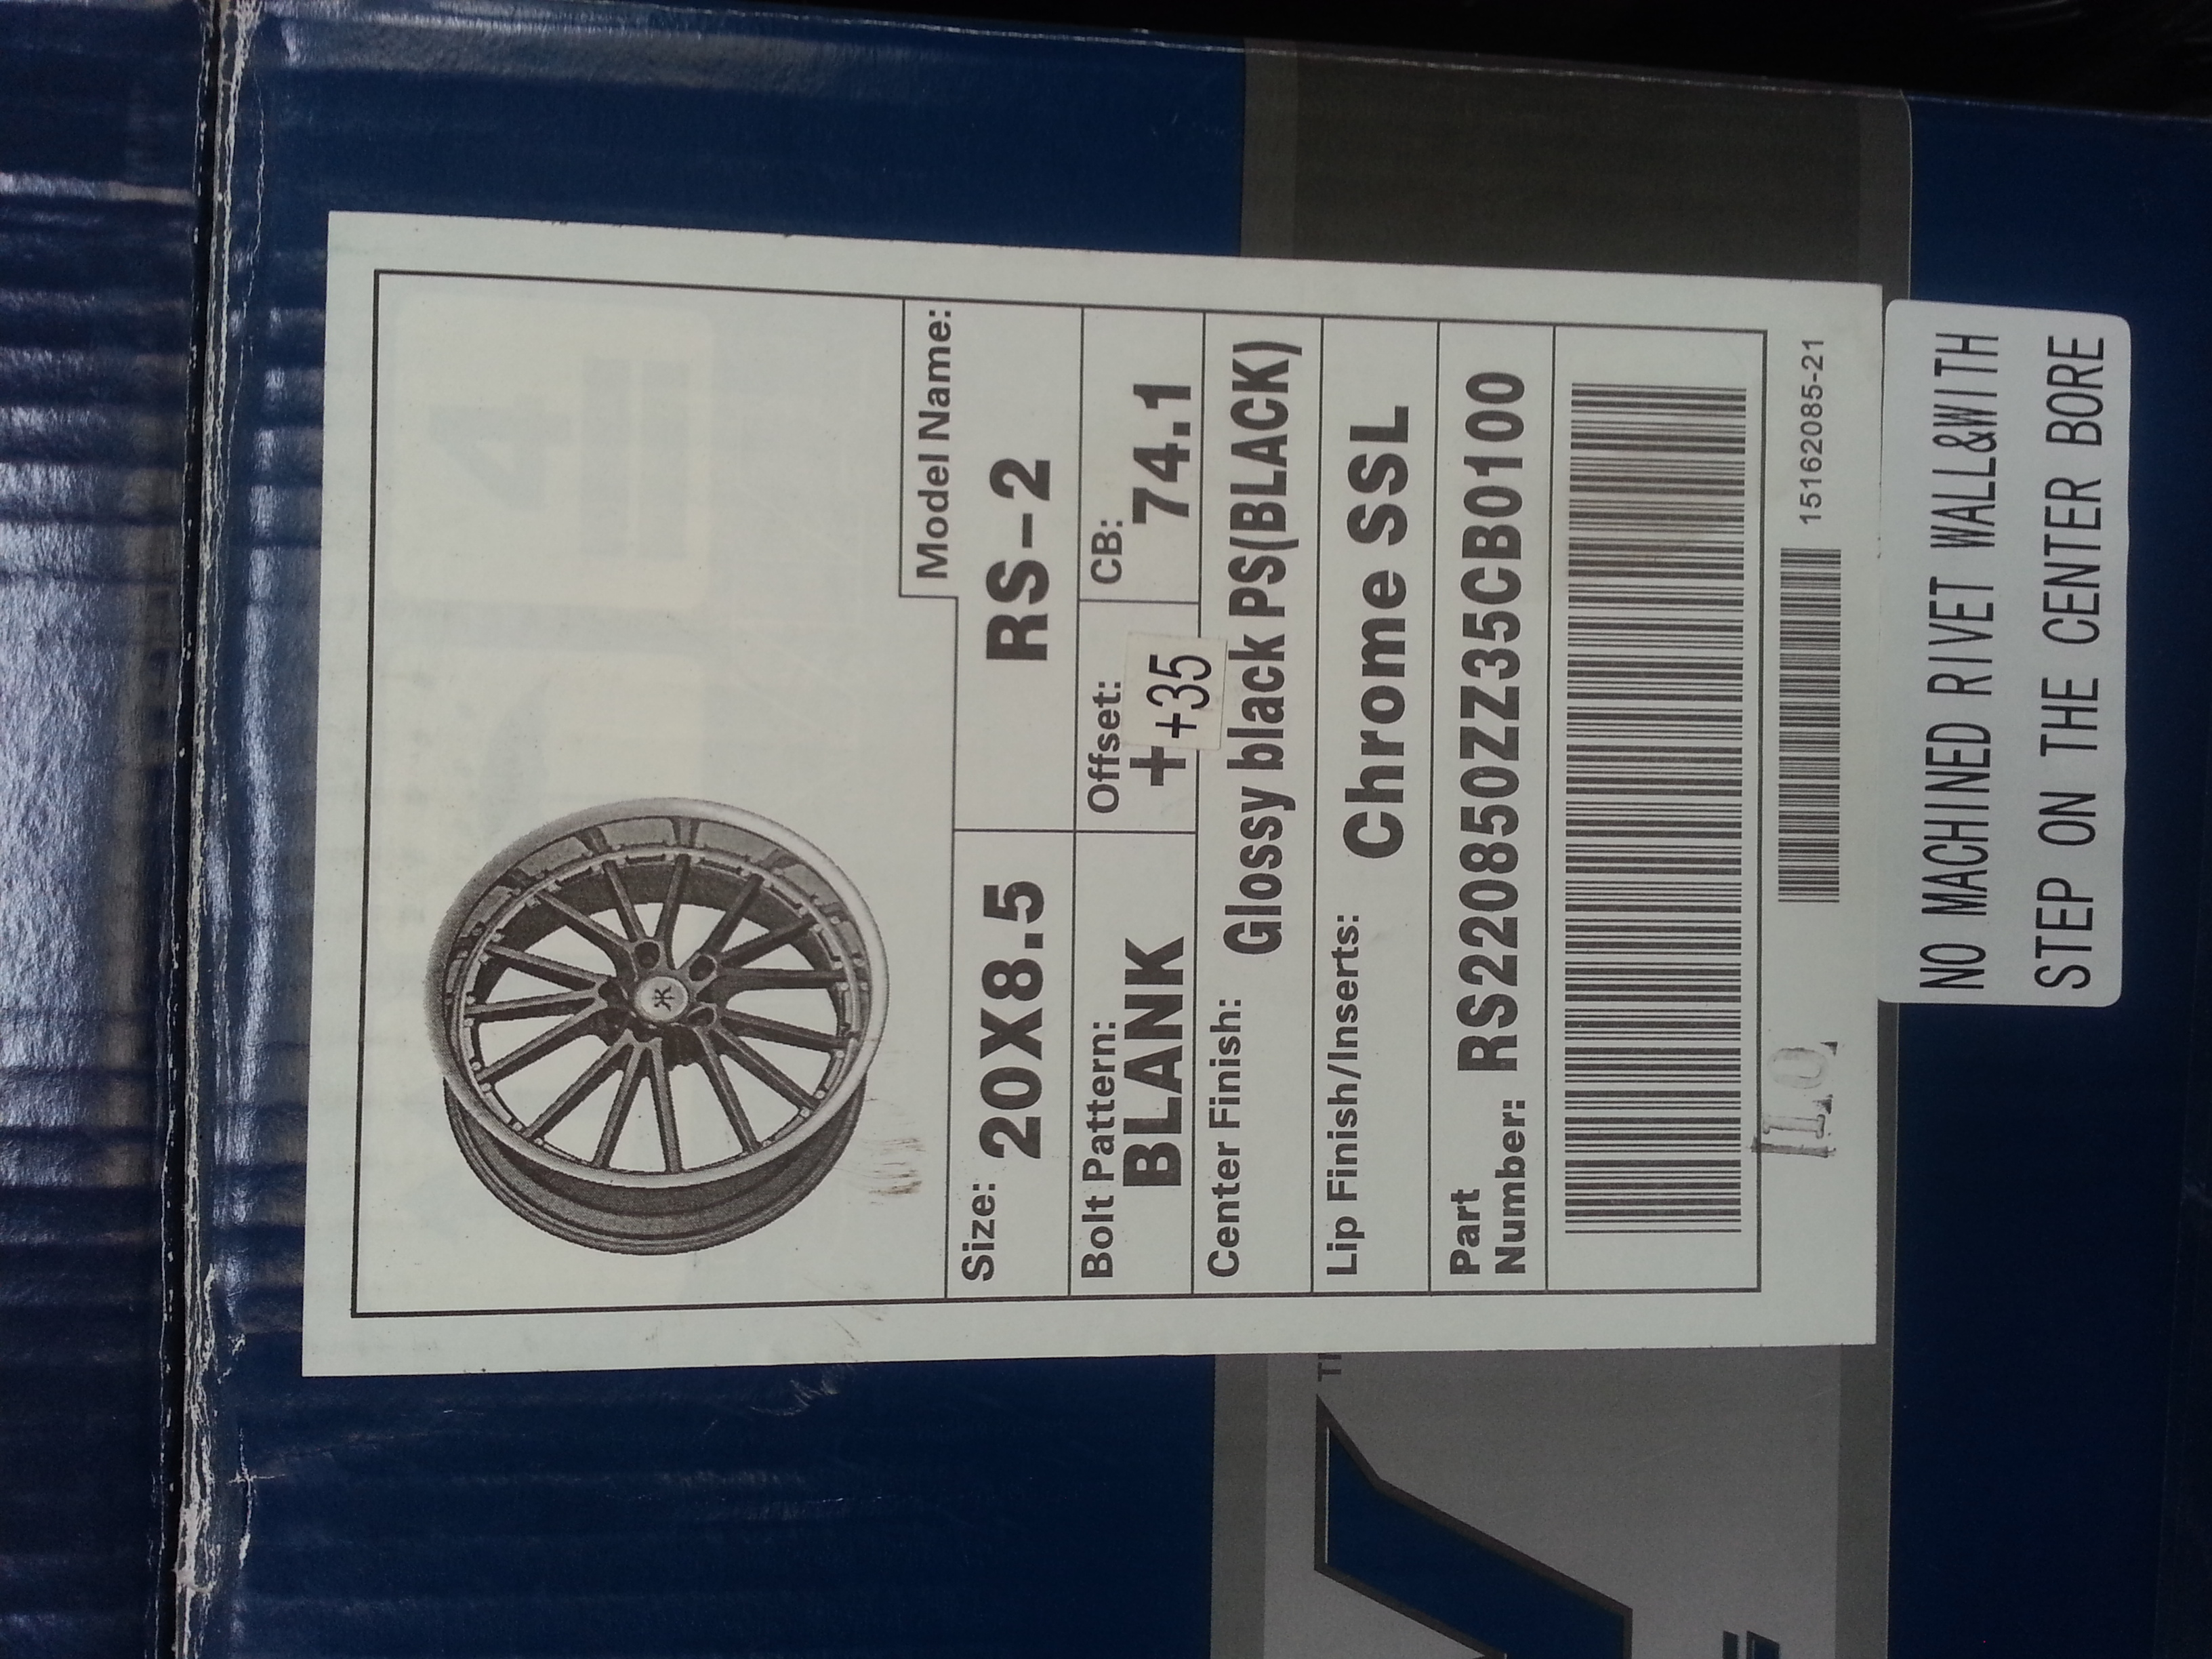 Model Name:
Size: 20X8.5
RS-2
Bolt Pattern:
BLANK
Offset:
+
+35
CB:
74.1
Center Finish: Glossy black PS(BLACK)
Lip Finish/Inserts: Chrome SSL
Part
Number: RS220850ZZ35CB0100
15162085-21
NO MACHINED RIVET WALL&WITH
STEP ON THE CENTER BORE